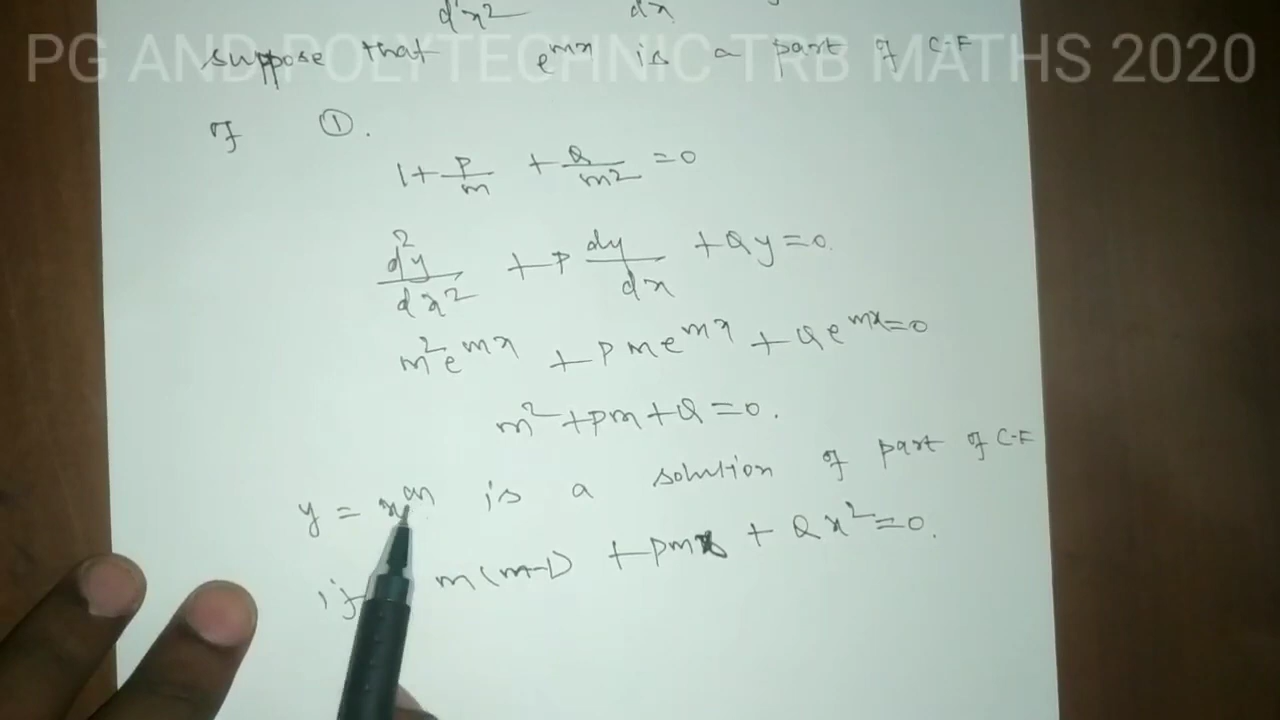 d²x² dx
PG AND POLYTECHNIC TRB MATHS 2020
suppose that e^{mx} is a part of C.F
of ①.
1 + P/m + Q/m² = 0
d²y/dx² + P dy/dx + Qy = 0.
m²e^{mx} + Pme^{mx} + Qe^{mx} = 0
m² + Pm + Q = 0.
y = x^m is a solution of part of C.F
if m(m-1) + Pmx + Qx² = 0.